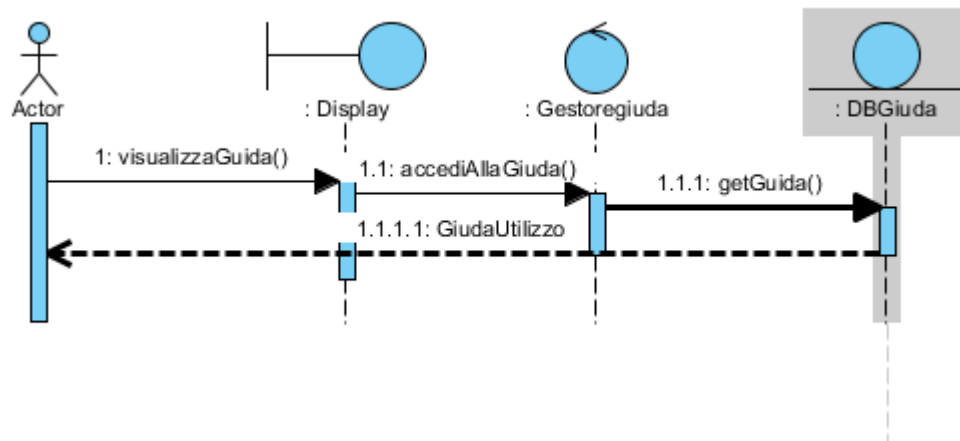 Actor
: Display
: Gestoregiuda
: DBGiuda
1: visualizzaGuida()
1.1: accediAllaGiuda()
1.1.1: getGuida()
1.1.1.1: GiudaUtilizzo